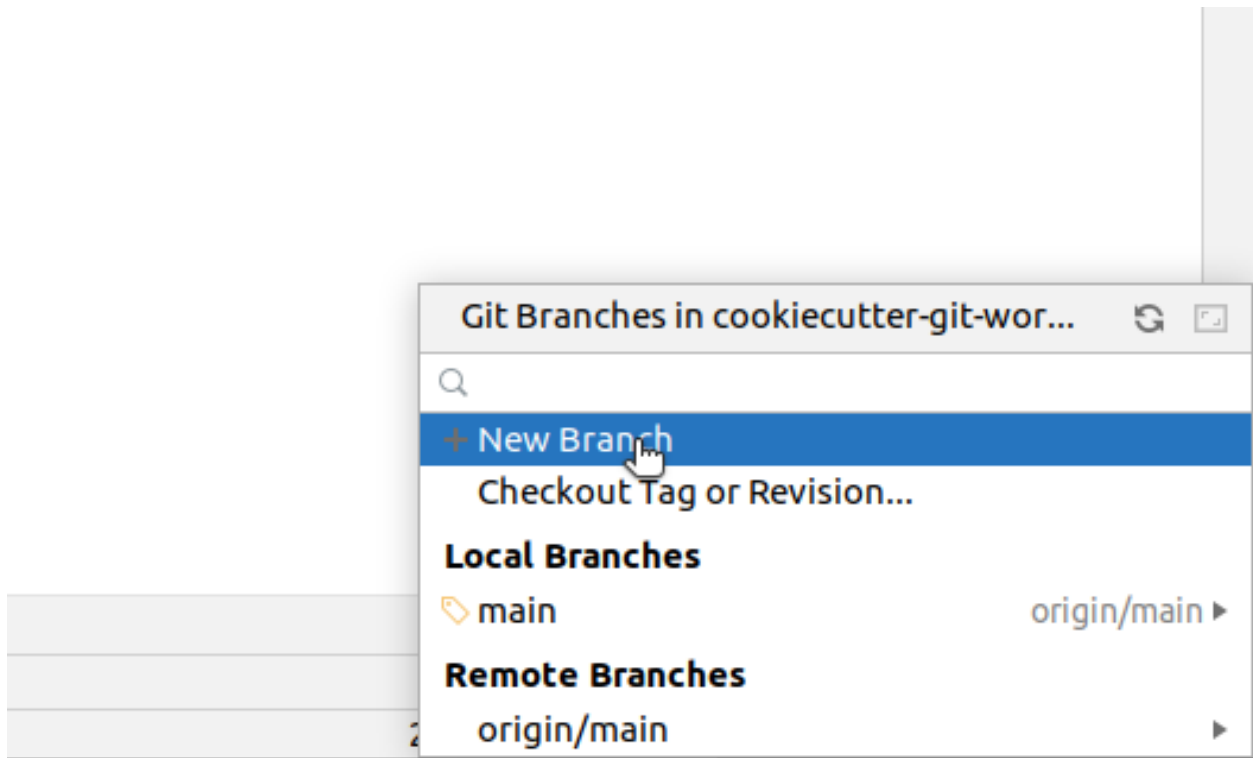 Git Branches in cookiecutter-git-wor...
New Branch
Checkout Tag or Revision...
Local Branches
main origin/main
Remote Branches
origin/main